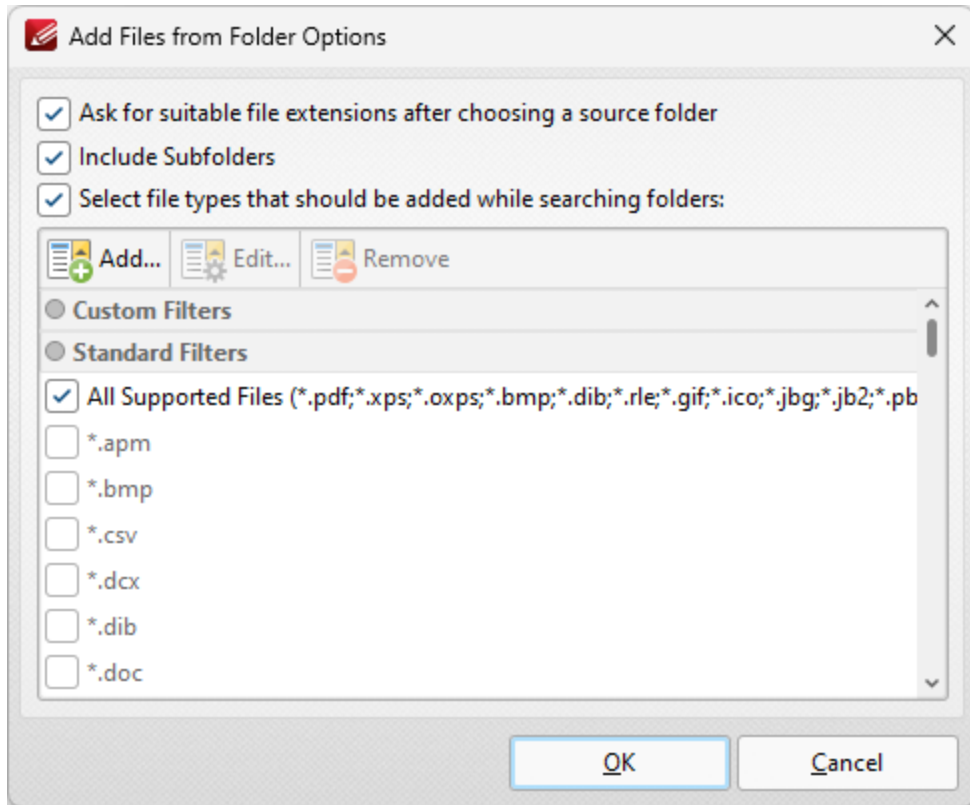 Add Files from Folder Options
Ask for suitable file extensions after choosing a source folder
Include Subfolders
Select file types that should be added while searching folders:
Add... Edit... Remove
Custom Filters
Standard Filters
All Supported Files (*.pdf;*.xps;*.oxps;*.bmp;*.dib;*.rle;*.gif;*.ico;*.jbg;*.jb2;*.pb
*.apm
*.bmp
*.csv
*.dcx
*.dib
*.doc
OK Cancel